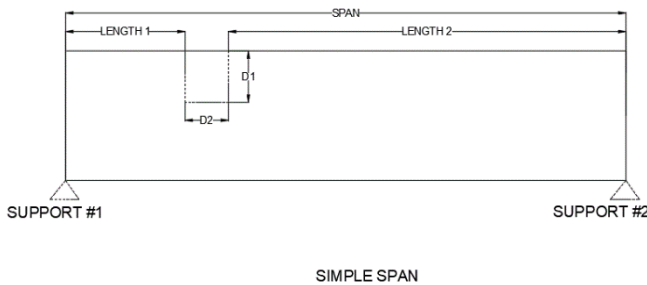 SPAN
LENGTH 1
LENGTH 2
D1
D2
SUPPORT #1
SUPPORT #2
SIMPLE SPAN